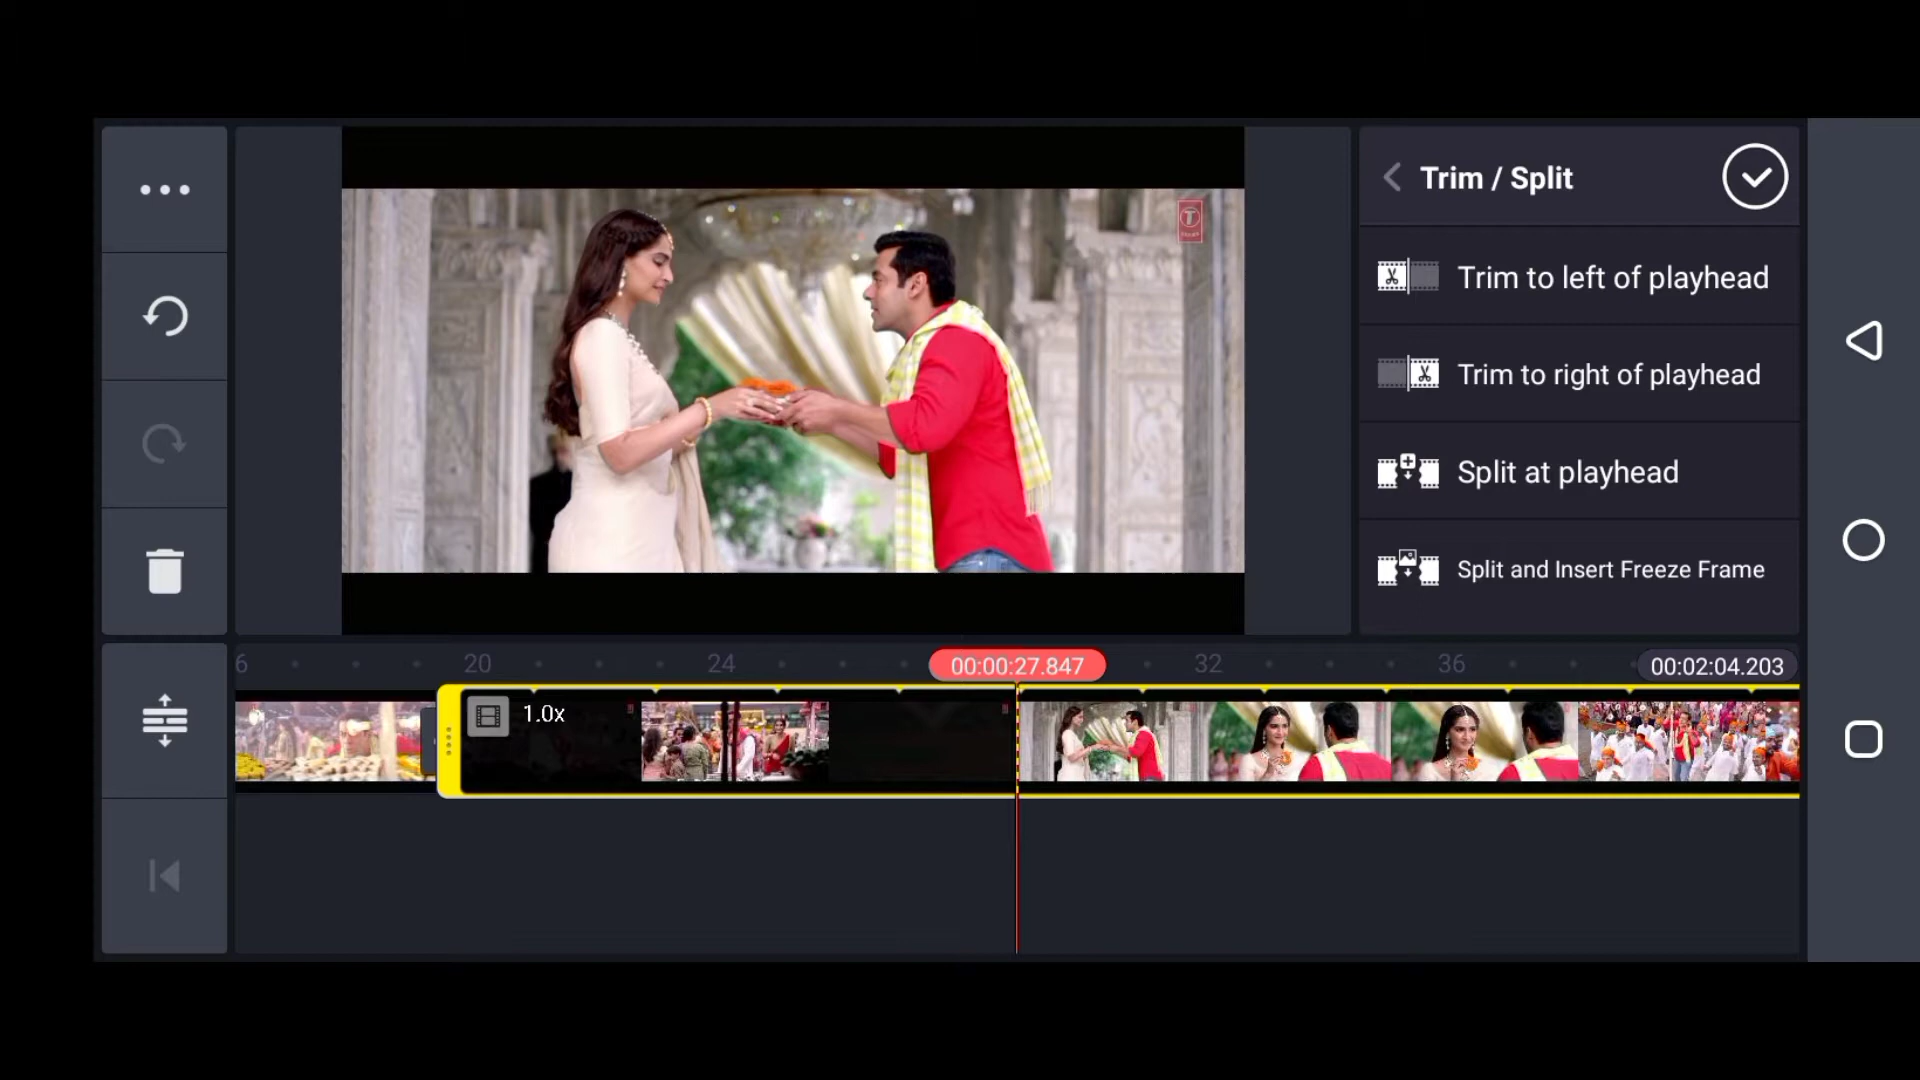 Trim / Split
Trim to left of playhead
Trim to right of playhead
Split at playhead
Split and Insert Freeze Frame
6
20
24
00:00:27.847
32
36
00:02:04.203
1.0x
T